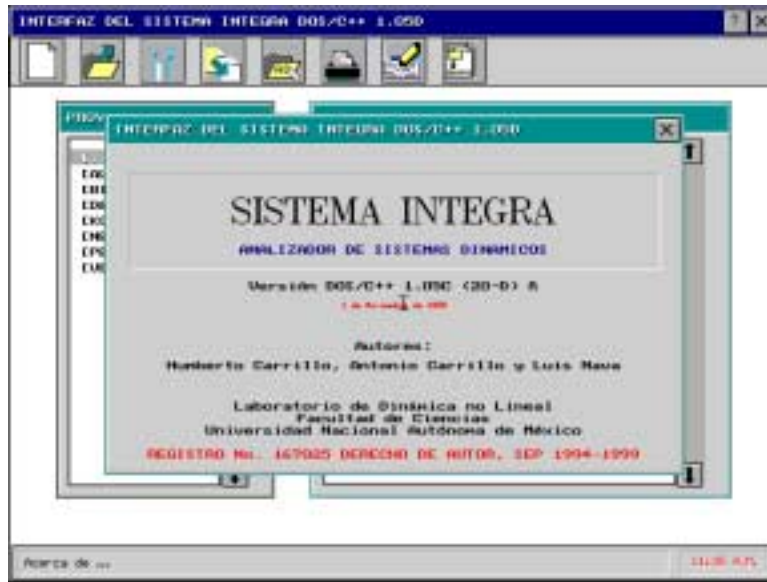 INTERFAZ DEL SISTEMA INTEGRA DOS/C++ 1.05D
INTERFAZ DEL SISTEMA INTEGRA DOS/C++ 1.05D
SISTEMA INTEGRA
ANALIZADOR DE SISTEMAS DINAMICOS
Versión DOS/C++ 1.05C (20-D) A
Autores:
Humberto Carrillo, Antonio Carrillo y Luis Nava
Laboratorio de Dinámica no Lineal
Facultad de Ciencias
Universidad Nacional Autónoma de México
REGISTRO No. 167025 DERECHO DE AUTOR, SEP 1994-1999
Acerca de ...